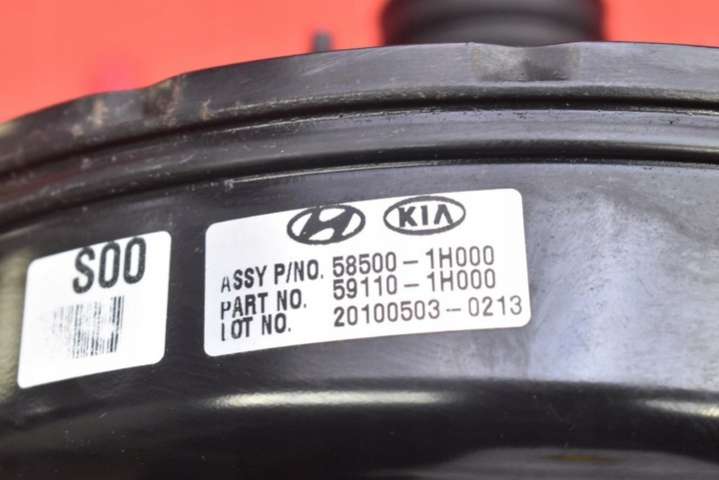 S00
KIA
ASSY P/NO. 58500-1H000
PART NO. 59110-1H000
LOT NO. 20100503-0213